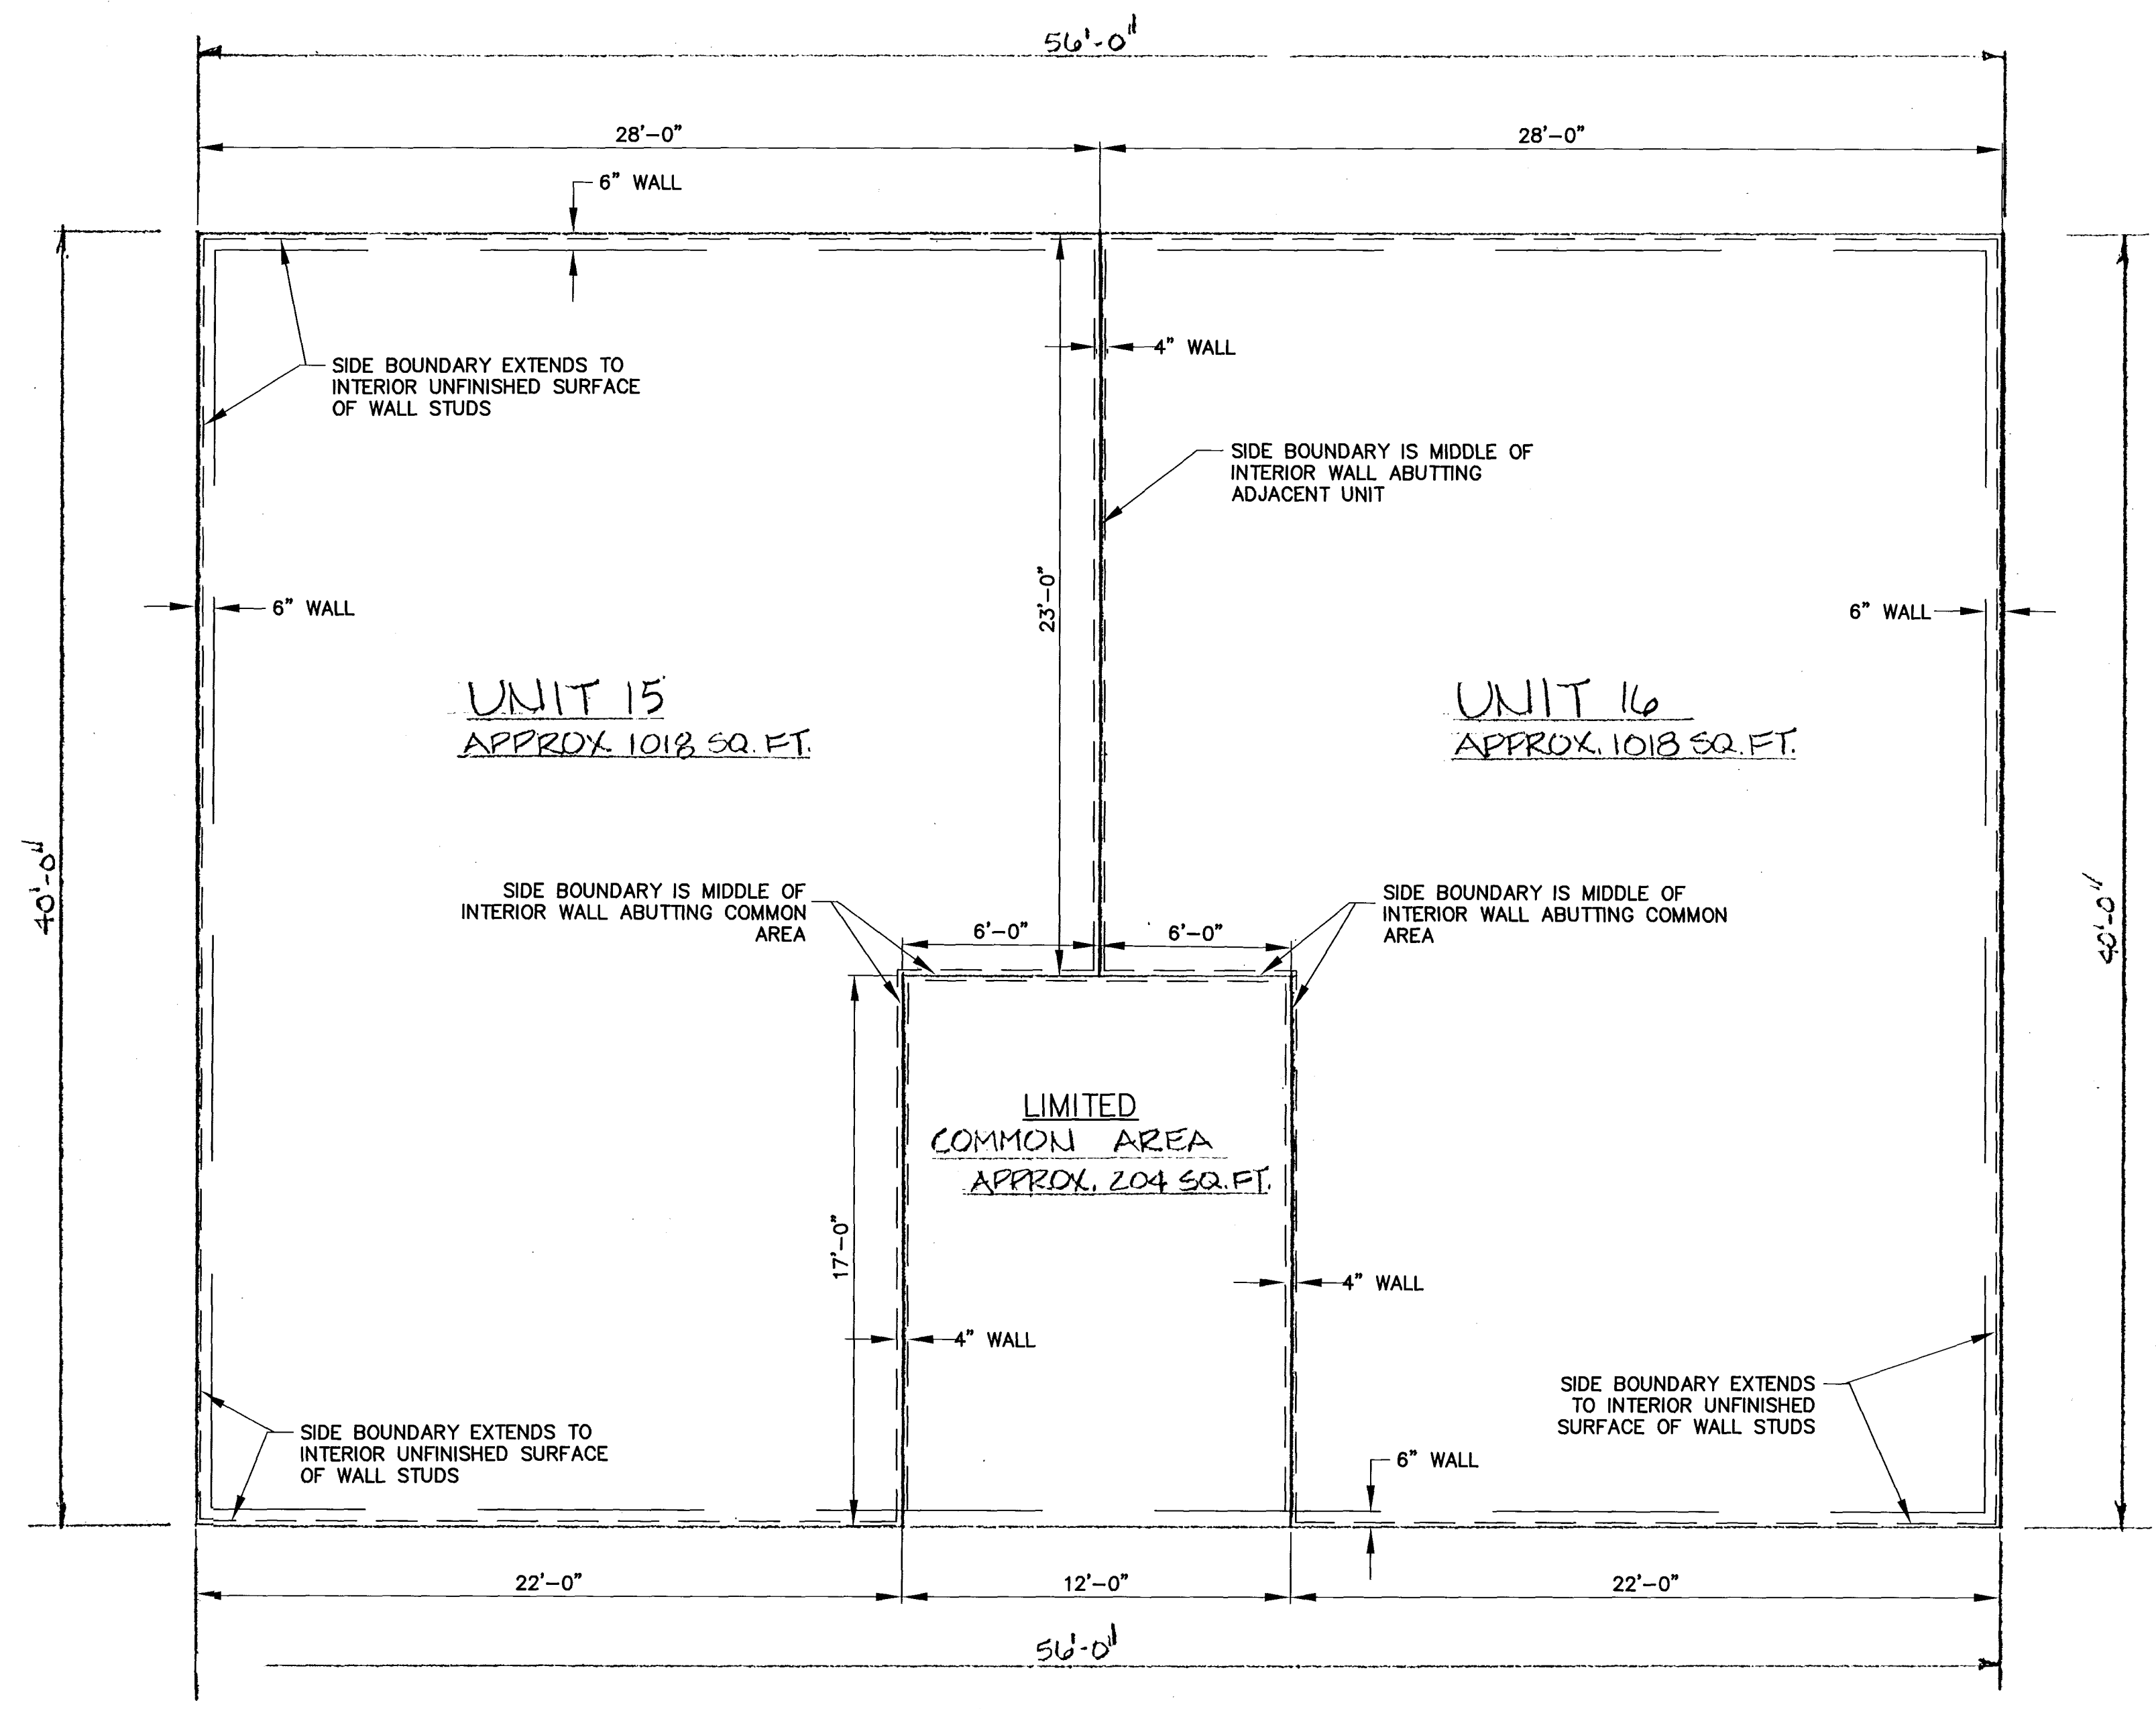 56'-0"
28'-0"
28'-0"
6" WALL
SIDE BOUNDARY EXTENDS TO
INTERIOR UNFINISHED SURFACE
OF WALL STUDS
4" WALL
SIDE BOUNDARY IS MIDDLE OF
INTERIOR WALL ABUTTING
ADJACENT UNIT
23'-0"
6" WALL
6" WALL
UNIT 15
APPROX. 1018 SQ. FT.
UNIT 16
APPROX. 1018 SQ. FT.
40'-0"
40'-0"
SIDE BOUNDARY IS MIDDLE OF
INTERIOR WALL ABUTTING COMMON
AREA
6'-0"
6'-0"
SIDE BOUNDARY IS MIDDLE OF
INTERIOR WALL ABUTTING COMMON
AREA
LIMITED
COMMON AREA
APPROX. 204 SQ. FT.
17'-0"
4" WALL
4" WALL
SIDE BOUNDARY EXTENDS
TO INTERIOR UNFINISHED
SURFACE OF WALL STUDS
SIDE BOUNDARY EXTENDS TO
INTERIOR UNFINISHED SURFACE
OF WALL STUDS
6" WALL
22'-0"
12'-0"
22'-0"
56'-0"